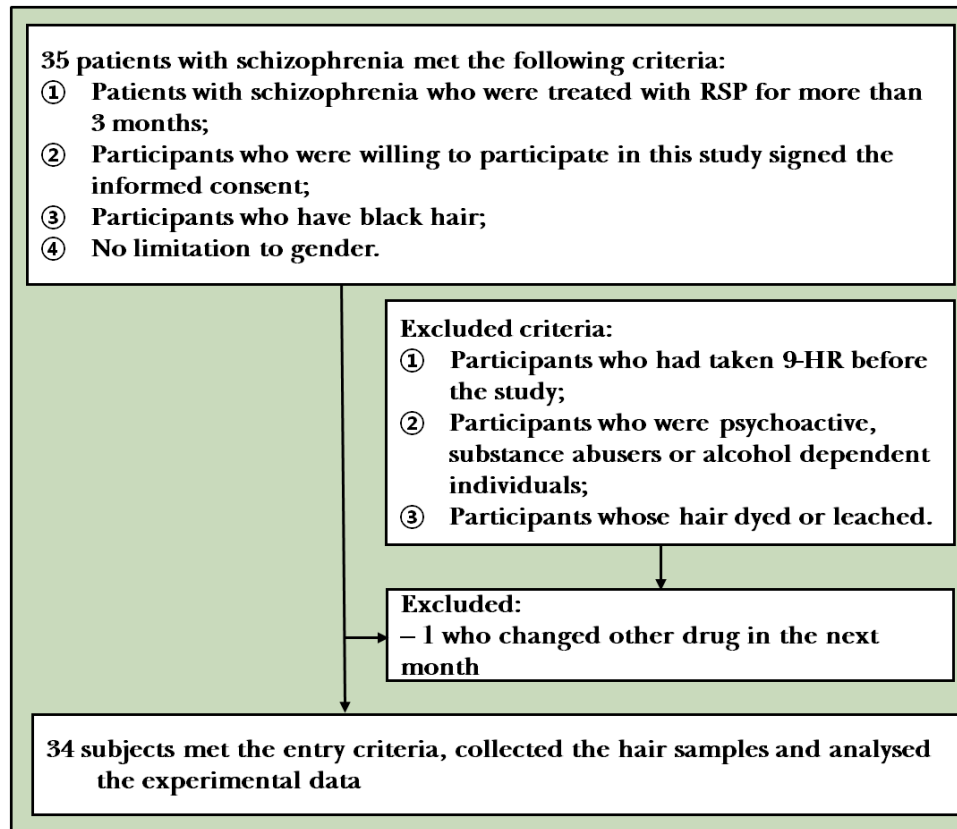 35 patients with schizophrenia met the following criteria:
① Patients with schizophrenia who were treated with RSP for more than
3 months;
② Participants who were willing to participate in this study signed the
informed consent;
③ Participants who have black hair;
④ No limitation to gender.
Excluded criteria:
① Participants who had taken 9-HR before
the study;
② Participants who were psychoactive,
substance abusers or alcohol dependent
individuals;
③ Participants whose hair dyed or leached.
Excluded:
– 1 who changed other drug in the next
month
34 subjects met the entry criteria, collected the hair samples and analysed
the experimental data